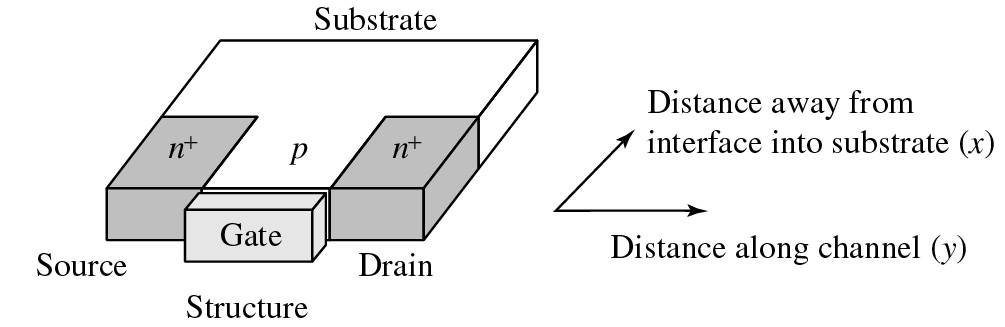 Substrate
n+
p
n+
Gate
Source
Drain
Structure
Distance away from
interface into substrate (x)
Distance along channel (y)